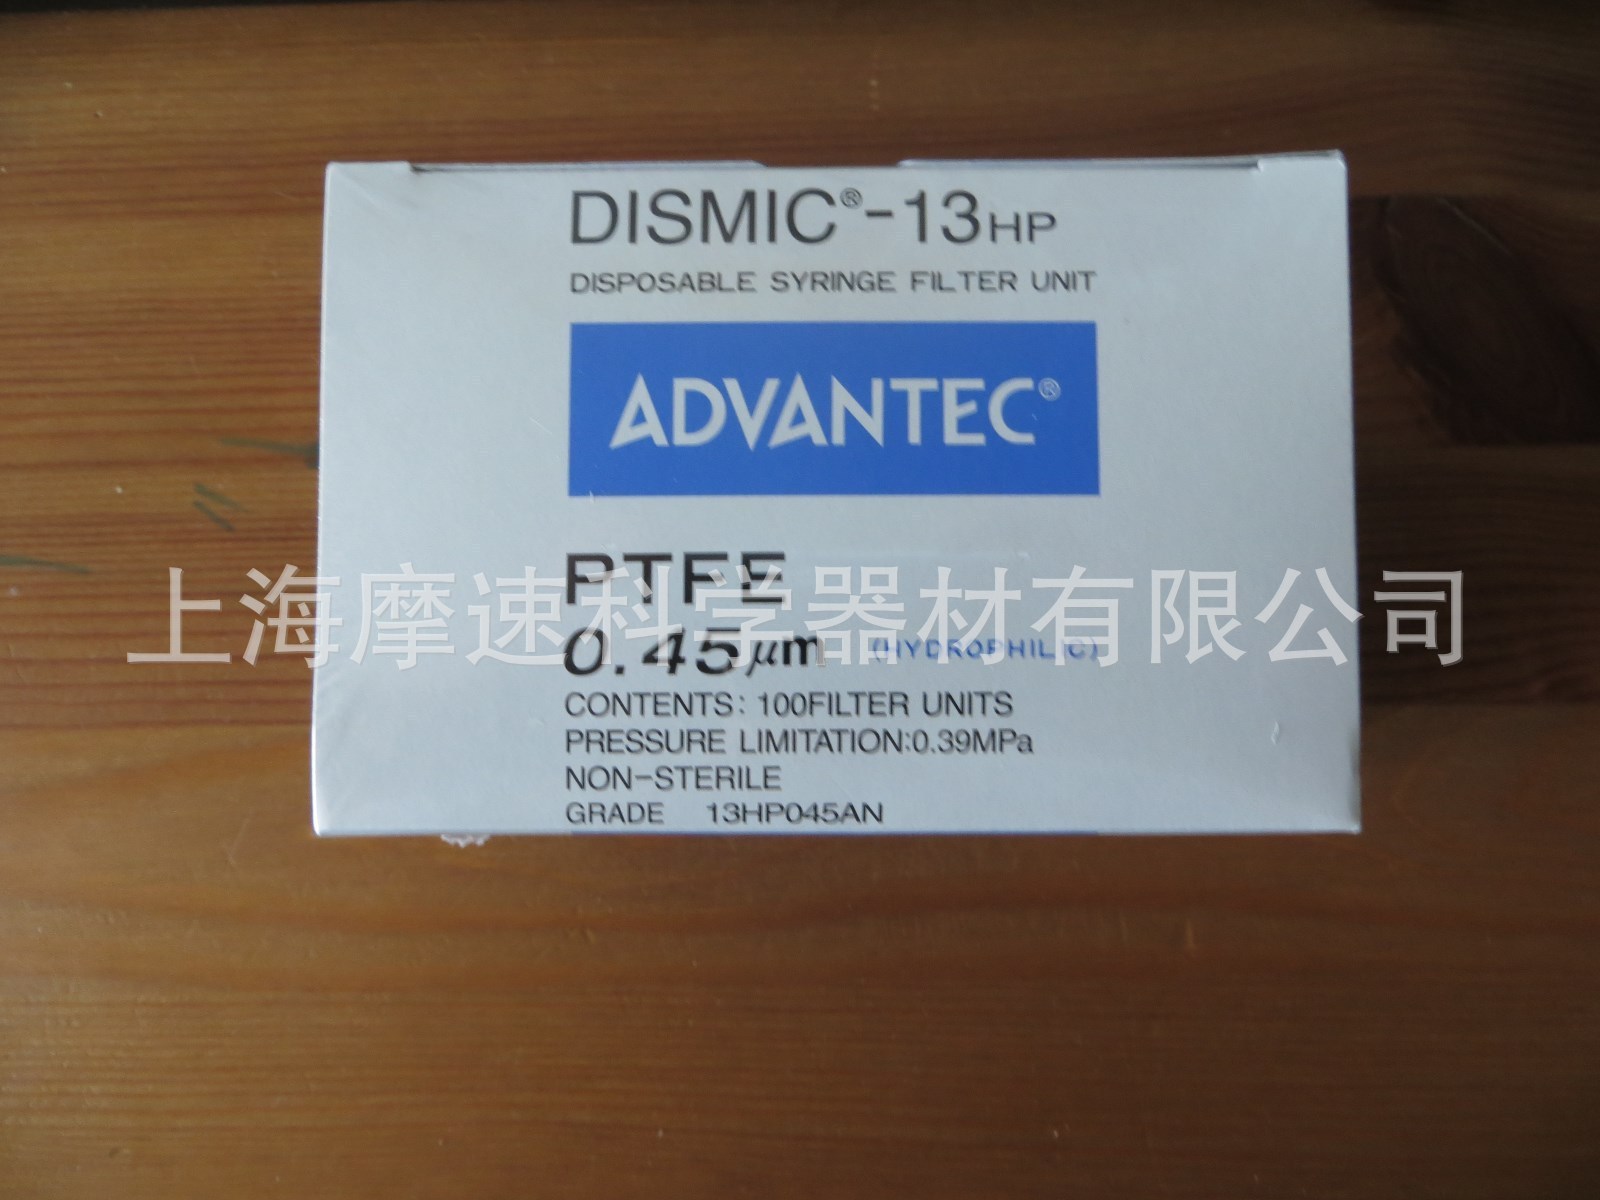 DISMIC®-13HP
DISPOSABLE SYRINGE FILTER UNIT
ADVANTEC®
PTFE
上海摩速科学器材有限公司
0.45μm (HYDROPHILIC)
CONTENTS: 100FILTER UNITS
PRESSURE LIMITATION:0.39MPa
NON-STERILE
GRADE 13HP045AN